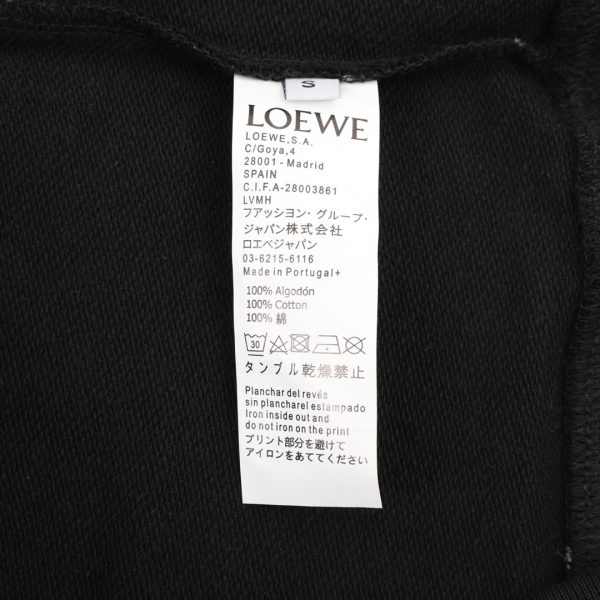 S
LOEWE
LOEWE,S.A.
C/Goya,4
28001 - Madrid
SPAIN
C.I.F.A-28003861
LVMH
フアッシヨン・グループ・
ジャパン株式会社
ロエベジャパン
03-6215-6116
Made in Portugal+
100% Algodón
100% Cotton
100% 綿
30
タンブル乾燥禁止
Planchar del revés
sin plancharel estampado
Iron inside out and
do not iron on the print
プリント部分を避けて
アイロンをあててください